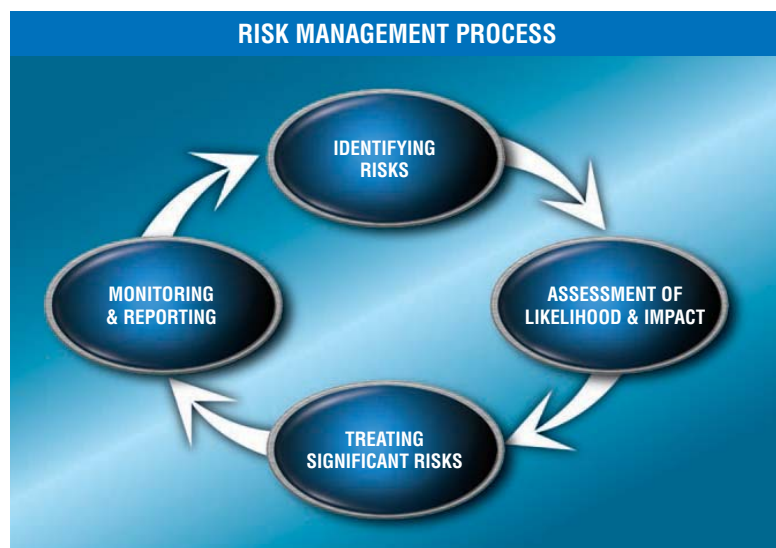 RISK MANAGEMENT PROCESS
IDENTIFYING
RISKS
ASSESSMENT OF
LIKELIHOOD & IMPACT
TREATING
SIGNIFICANT RISKS
MONITORING
& REPORTING